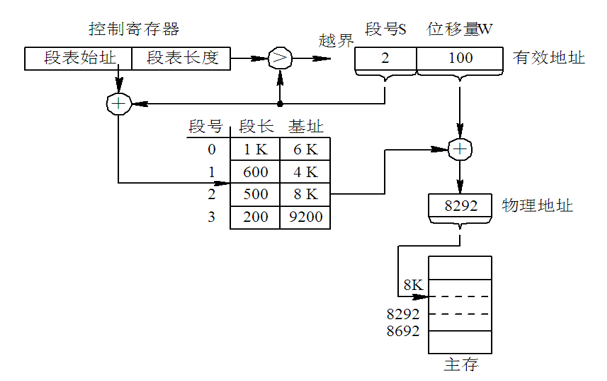 控制寄存器
段表始址 段表长度
>
越界
段号S 位移量W
2 100
有效地址
+
段号 段长 基址
0 1 K 6 K
1 600 4 K
2 500 8 K
3 200 9200
+
8292
物理地址
8K
8292
8692
主存